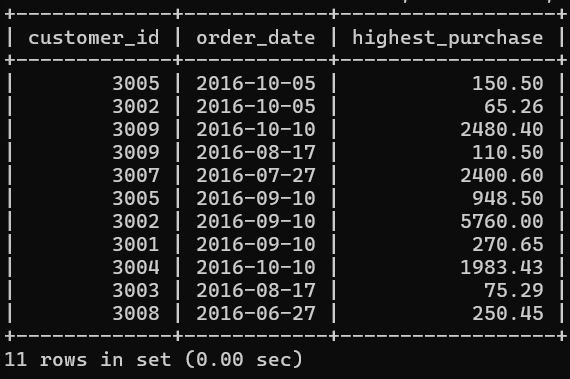 +-------------+------------+------------------+
| customer_id | order_date | highest_purchase |
+-------------+------------+------------------+
|        3005 | 2016-10-05 |           150.50 |
|        3002 | 2016-10-05 |            65.26 |
|        3009 | 2016-10-10 |          2480.40 |
|        3009 | 2016-08-17 |           110.50 |
|        3007 | 2016-07-27 |          2400.60 |
|        3005 | 2016-09-10 |           948.50 |
|        3002 | 2016-09-10 |          5760.00 |
|        3001 | 2016-09-10 |           270.65 |
|        3004 | 2016-10-10 |          1983.43 |
|        3003 | 2016-08-17 |            75.29 |
|        3008 | 2016-06-27 |           250.45 |
+-------------+------------+------------------+
11 rows in set (0.00 sec)